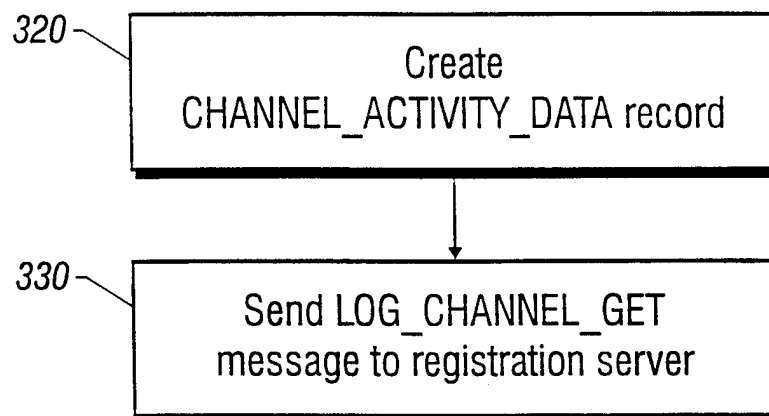 320
Create
CHANNEL_ACTIVITY_DATA record
330
Send LOG_CHANNEL_GET
message to registration server